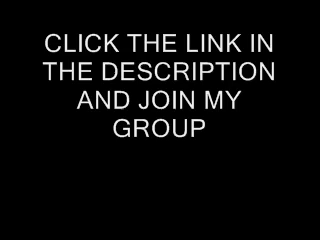 CLICK THE LINK IN
THE DESCRIPTION
AND JOIN MY
GROUP